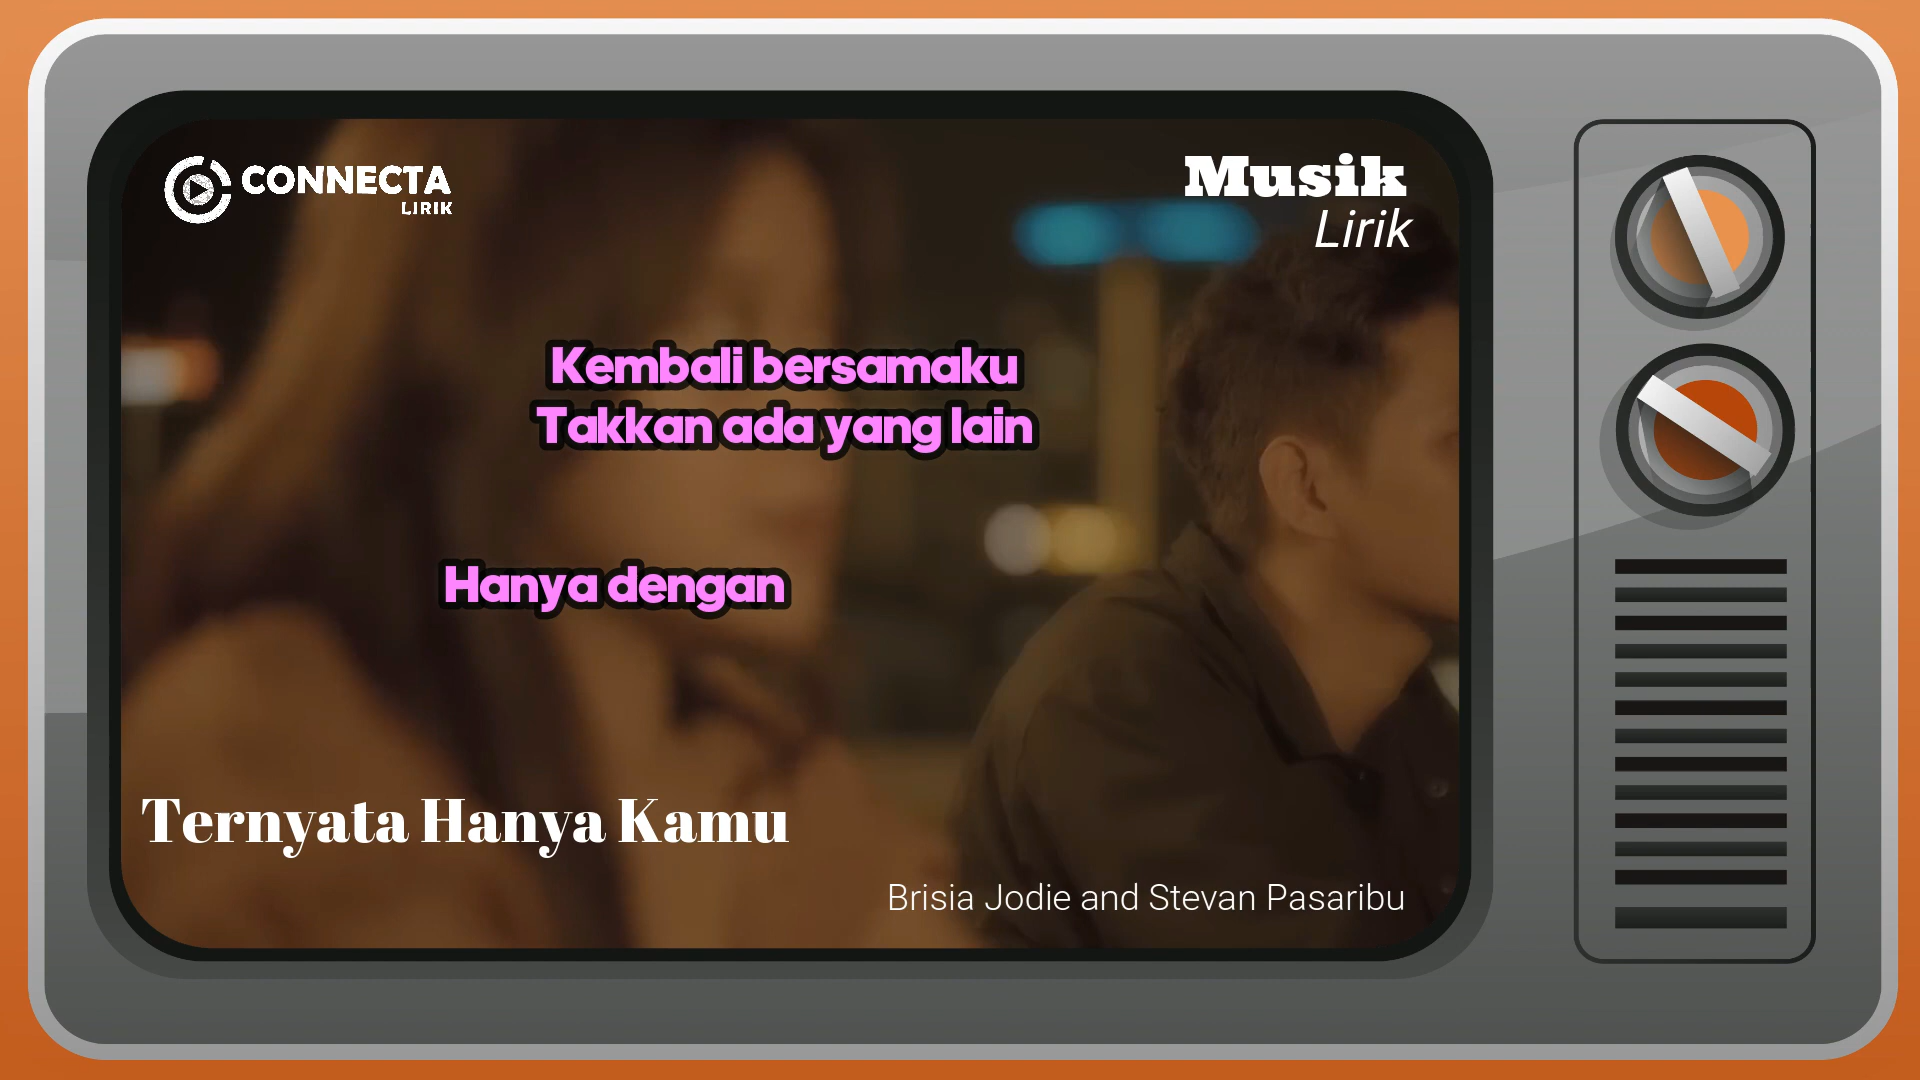 CONNECTA
LIRIK
Musik
Lirik
Kembali bersamaku
Takkan ada yang lain
Hanya dengan
Ternyata Hanya Kamu
Brisia Jodie and Stevan Pasaribu